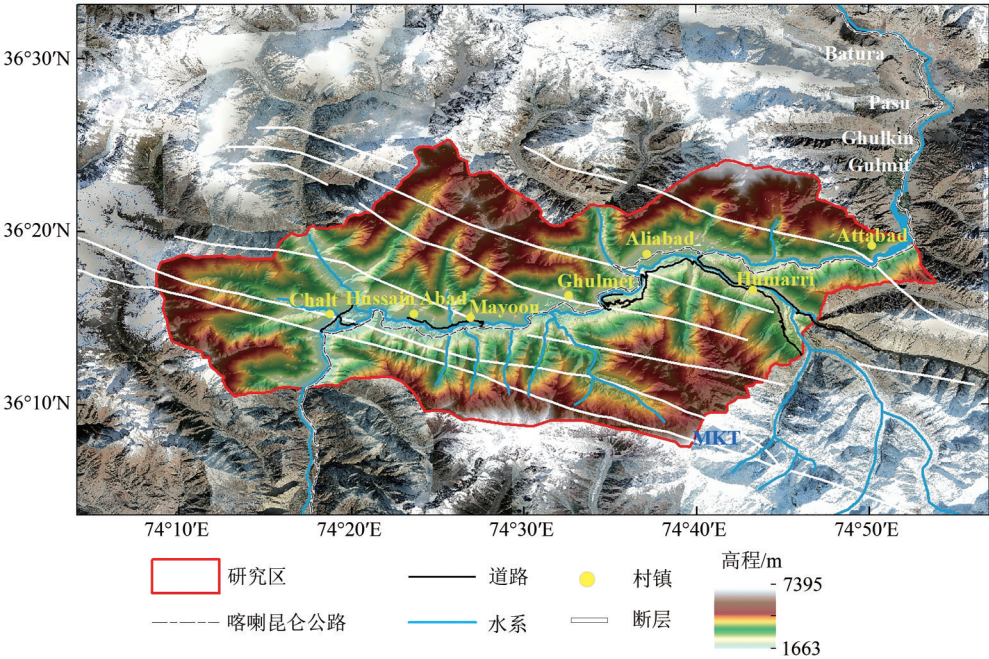 36°30′N
36°20′N
36°10′N
Batura
Pasu
Ghulkin
Gulmit
Attabad
Aliabad
Humarri
Ghulmet
Chalt
Hussain Abad
Mayoon
MKT
74°10′E
74°20′E
74°30′E
74°40′E
74°50′E
研究区
道路
村镇
高程/m
7395
1663
喀喇昆仑公路
水系
断层